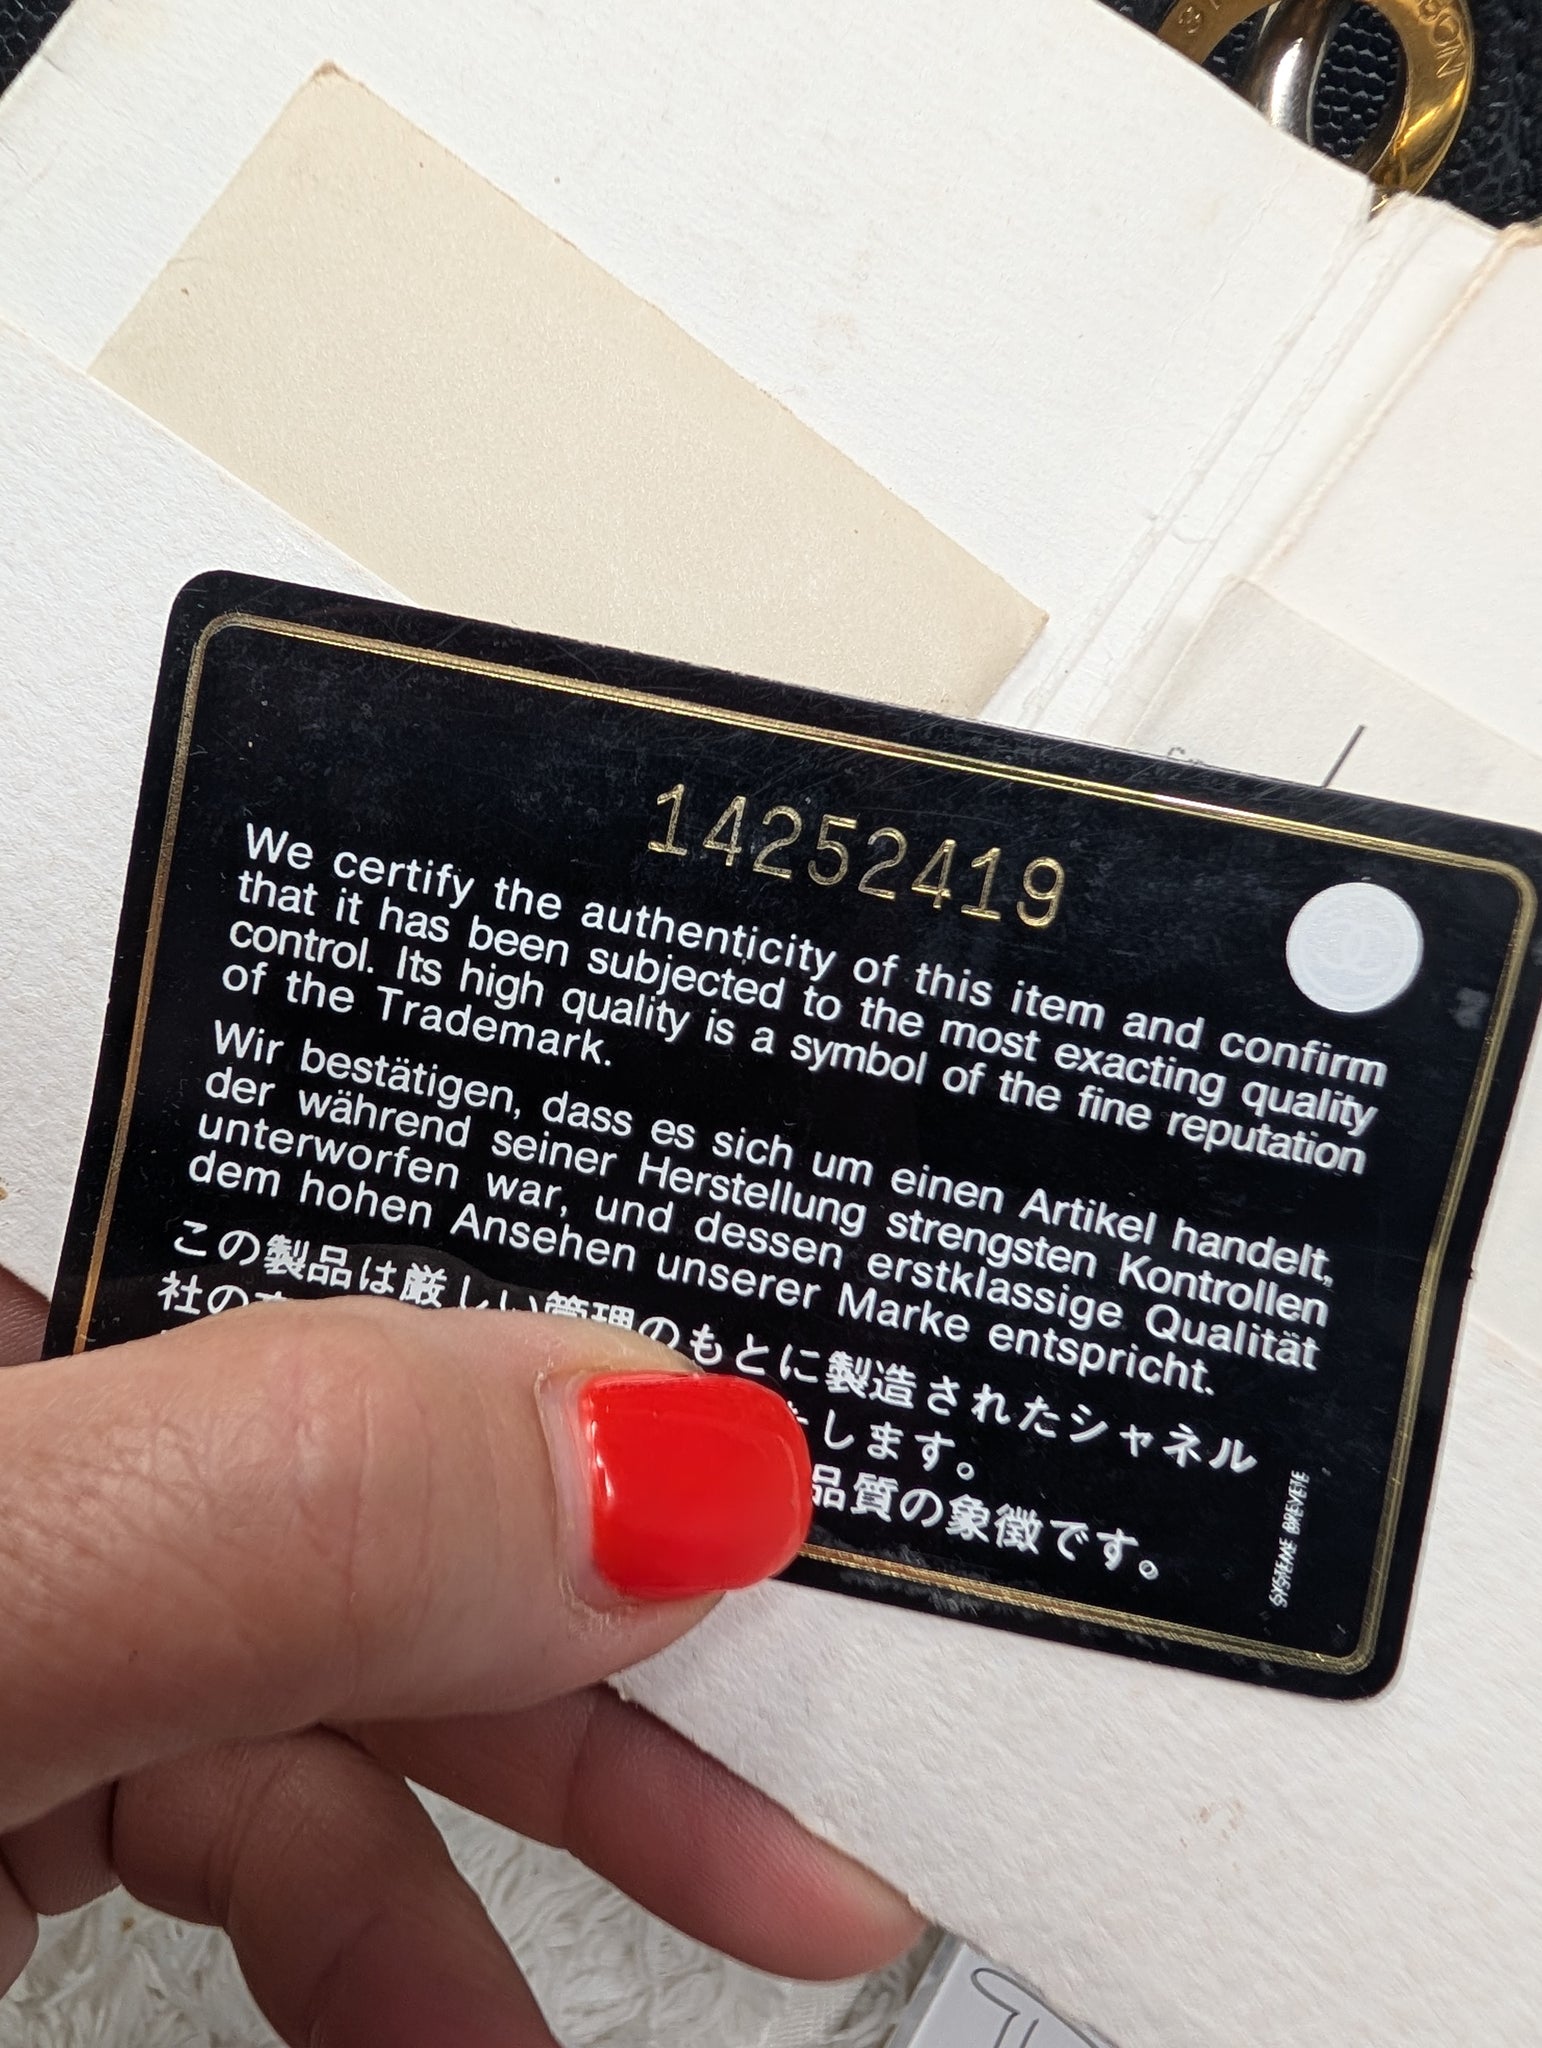 14252419
We certify the authenticity of this item and confirm
that it has been subjected to the most exacting quality
control. Its high quality is a symbol of the fine reputation
of the Trademark.
Wir bestätigen, dass es sich um einen Artikel handelt,
der während seiner Herstellung strengsten Kontrollen
unterworfen war, und dessen erstklassige Qualität
dem hohen Ansehen unserer Marke entspricht.
この製品は厳しい管理のもとに製造されたシャネル
社の
します。
品質の象徴です。
SYSTEME BREVETE